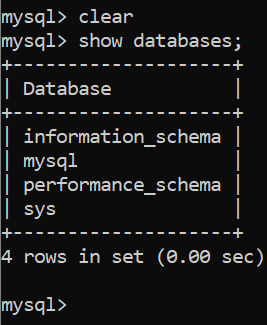 mysql> clear
mysql> show databases;
+--------------------+
| Database           |
+--------------------+
| information_schema |
| mysql              |
| performance_schema |
| sys                |
+--------------------+
4 rows in set (0.00 sec)
mysql>